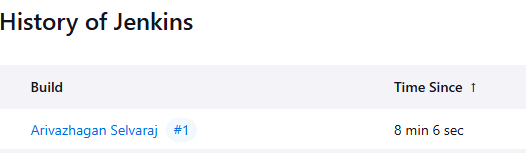 History of Jenkins
Build Time Since ↑
Arivazhagan Selvaraj #1 8 min 6 sec